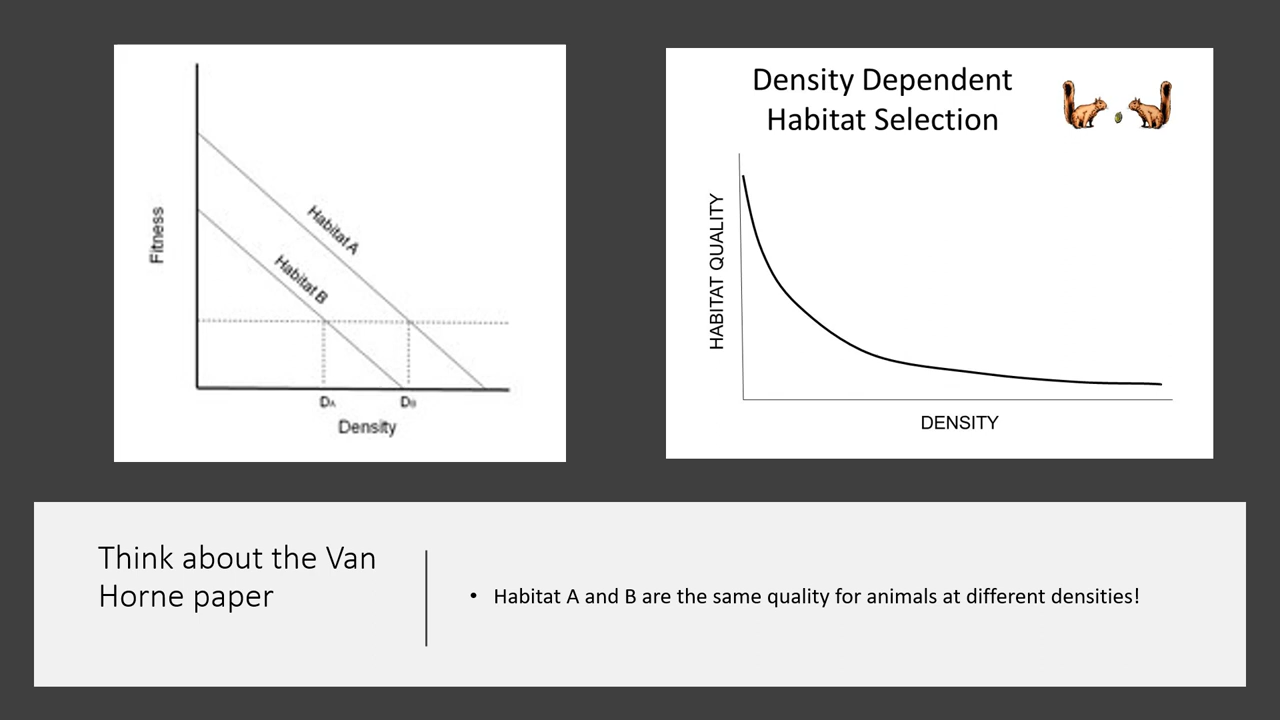 Fitness
Habitat A
Habitat B
DA
DB
Density
Density Dependent
Habitat Selection
HABITAT QUALITY
DENSITY
Think about the Van
Horne paper
• Habitat A and B are the same quality for animals at different densities!